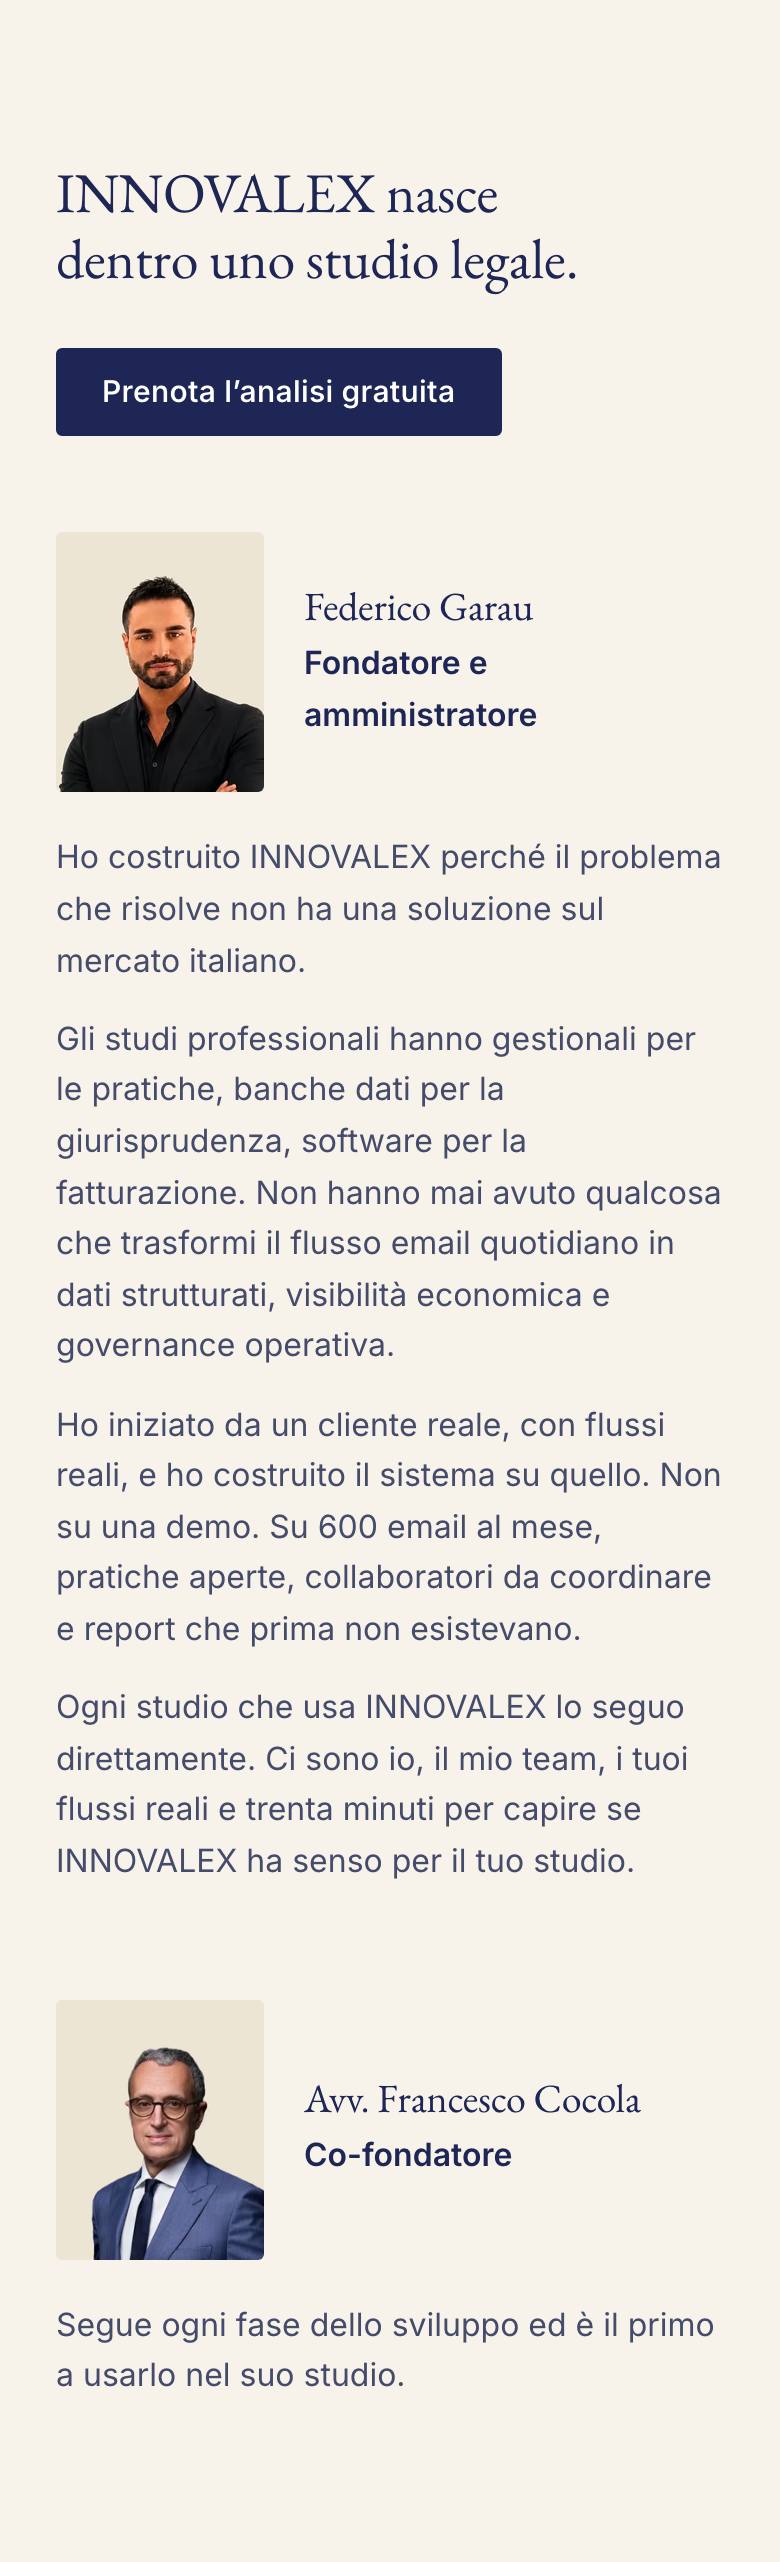 INNOVALEX nasce
dentro uno studio legale.
Prenota l’analisi gratuita
Federico Garau
Fondatore e
amministratore
Ho costruito INNOVALEX perché il problema
che risolve non ha una soluzione sul
mercato italiano.
Gli studi professionali hanno gestionali per
le pratiche, banche dati per la
giurisprudenza, software per la
fatturazione. Non hanno mai avuto qualcosa
che trasformi il flusso email quotidiano in
dati strutturati, visibilità economica e
governance operativa.
Ho iniziato da un cliente reale, con flussi
reali, e ho costruito il sistema su quello. Non
su una demo. Su 600 email al mese,
pratiche aperte, collaboratori da coordinare
e report che prima non esistevano.
Ogni studio che usa INNOVALEX lo seguo
direttamente. Ci sono io, il mio team, i tuoi
flussi reali e trenta minuti per capire se
INNOVALEX ha senso per il tuo studio.
Avv. Francesco Cocola
Co-fondatore
Segue ogni fase dello sviluppo ed è il primo
a usarlo nel suo studio.